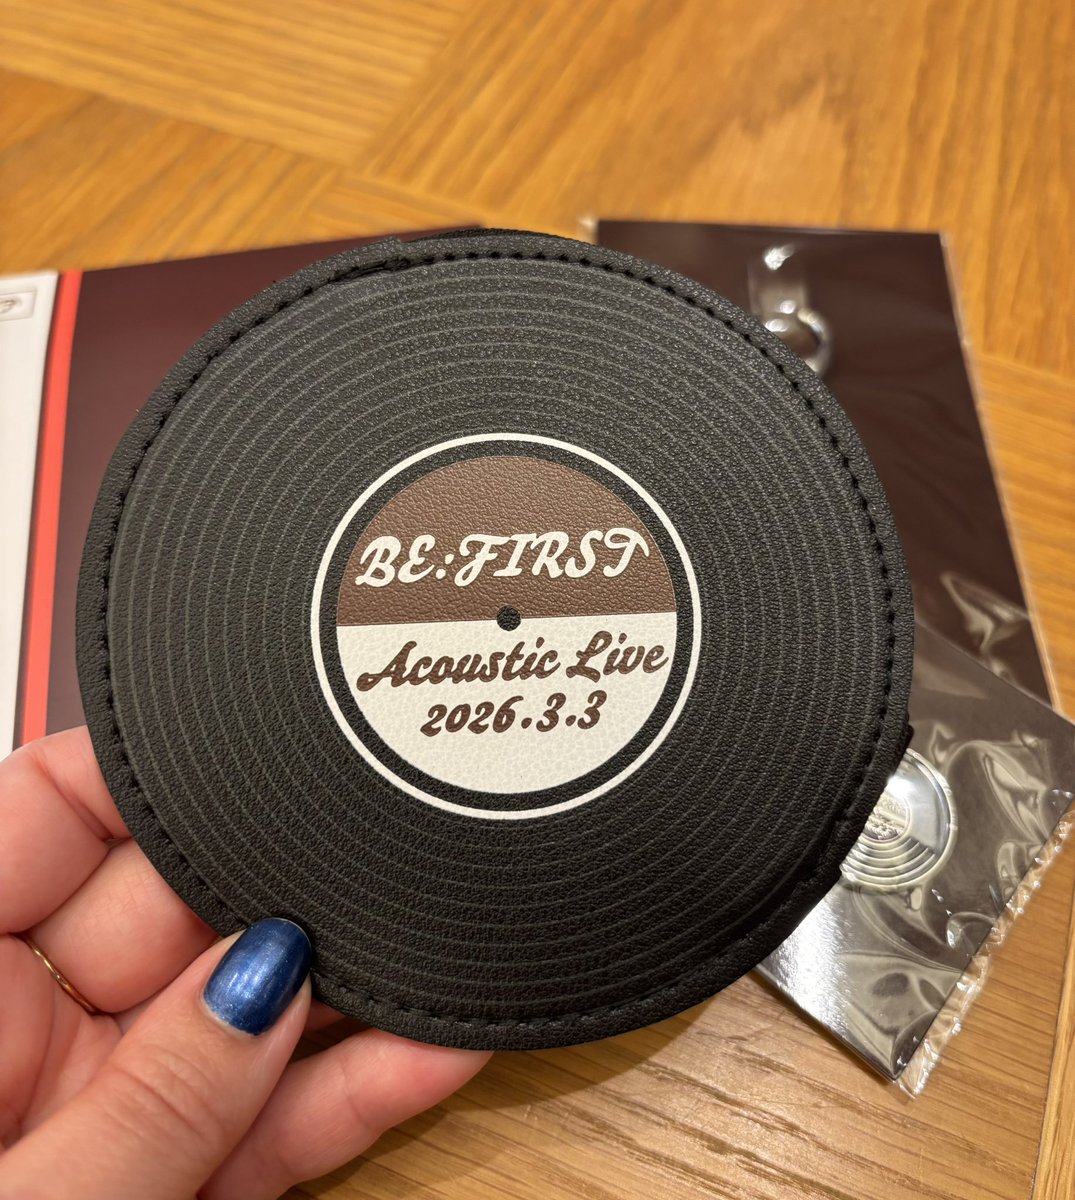 BE:FIRST
Acoustic Live
2026.3.3